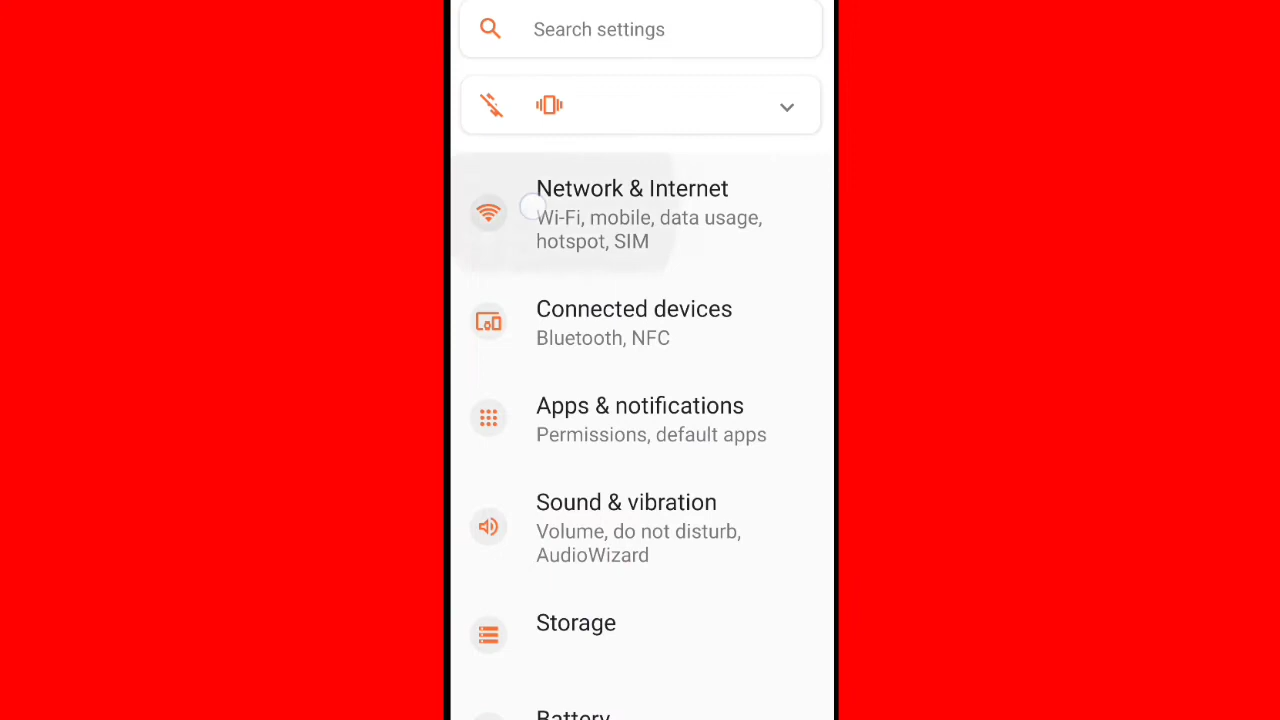 Search settings
Network & Internet
Wi-Fi, mobile, data usage,
hotspot, SIM
Connected devices
Bluetooth, NFC
Apps & notifications
Permissions, default apps
Sound & vibration
Volume, do not disturb,
AudioWizard
Storage
Battery